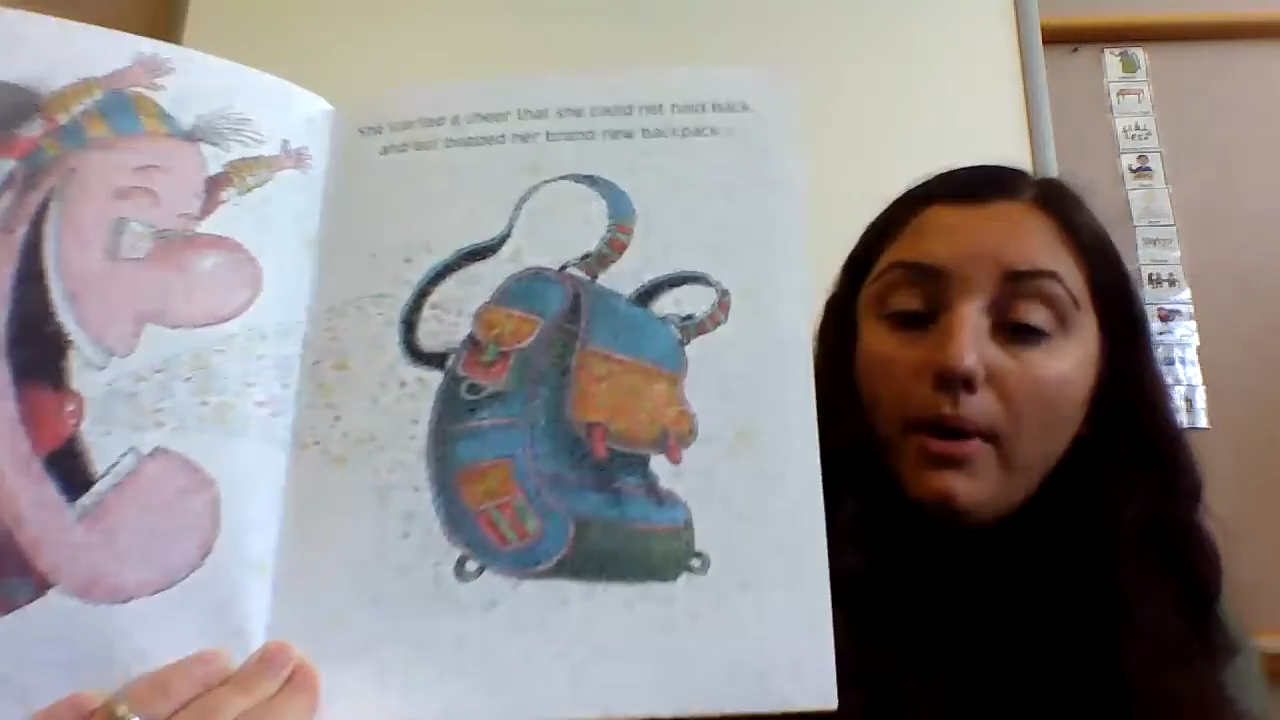 She started a cheer that she could not hold back,
and out popped her brand new backpack.